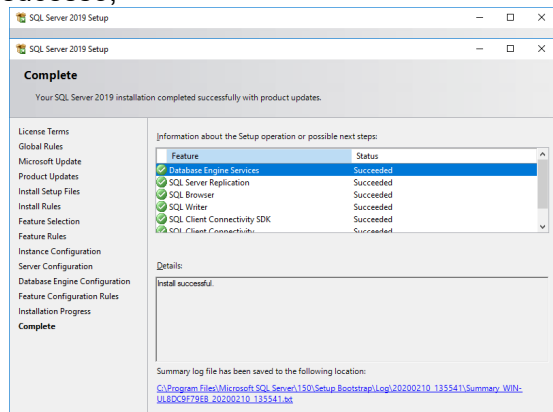 SQL Server 2019 Setup
SQL Server 2019 Setup
Complete
Your SQL Server 2019 installation completed successfully with product updates.
License Terms
Global Rules
Microsoft Update
Product Updates
Install Setup Files
Install Rules
Feature Selection
Feature Rules
Instance Configuration
Server Configuration
Database Engine Configuration
Feature Configuration Rules
Installation Progress
Complete
Information about the Setup operation or possible next steps:
Feature Status
Database Engine Services Succeeded
SQL Server Replication Succeeded
SQL Browser Succeeded
SQL Writer Succeeded
SQL Client Connectivity SDK Succeeded
SQL Client Connectivity Succeeded
Details:
Install successful.
Summary log file has been saved to the following location:
C:\Program Files\Microsoft SQL Server\150\Setup Bootstrap\Log\20200210_135541\Summary_WIN-
UL8DC9F79EB_20200210_135541.txt